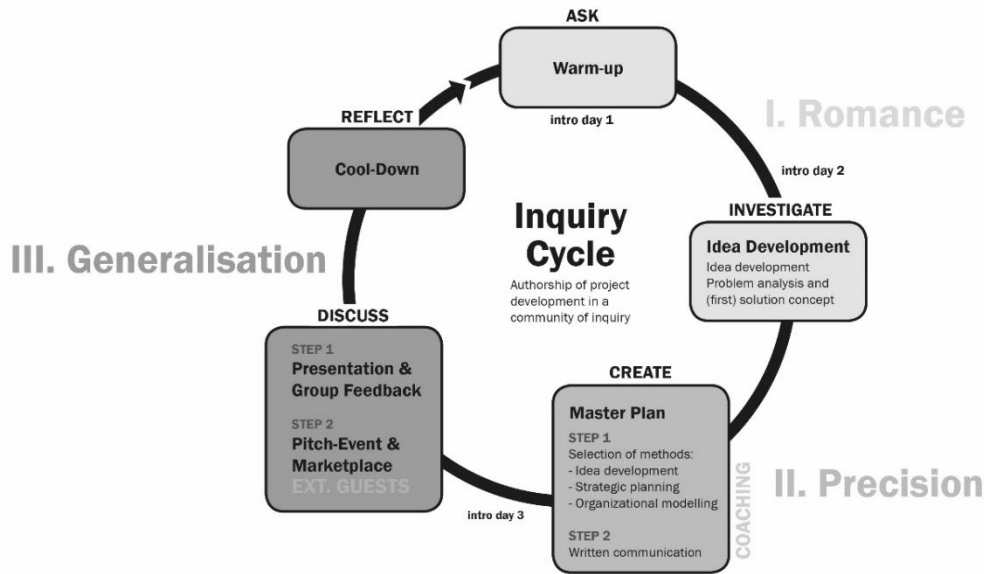 ASK
Warm-up
intro day 1
I. Romance
intro day 2
INVESTIGATE
Idea Development
Idea development
Problem analysis and
(first) solution concept
Inquiry
Cycle
Authorship of project
development in a
community of inquiry
CREATE
Master Plan
STEP 1
Selection of methods:
- Idea development
- Strategic planning
- Organizational modelling
STEP 2
Written communication
COACHING
II. Precision
intro day 3
DISCUSS
STEP 1
Presentation &
Group Feedback
STEP 2
Pitch-Event &
Marketplace
EXT. GUESTS
III. Generalisation
REFLECT
Cool-Down